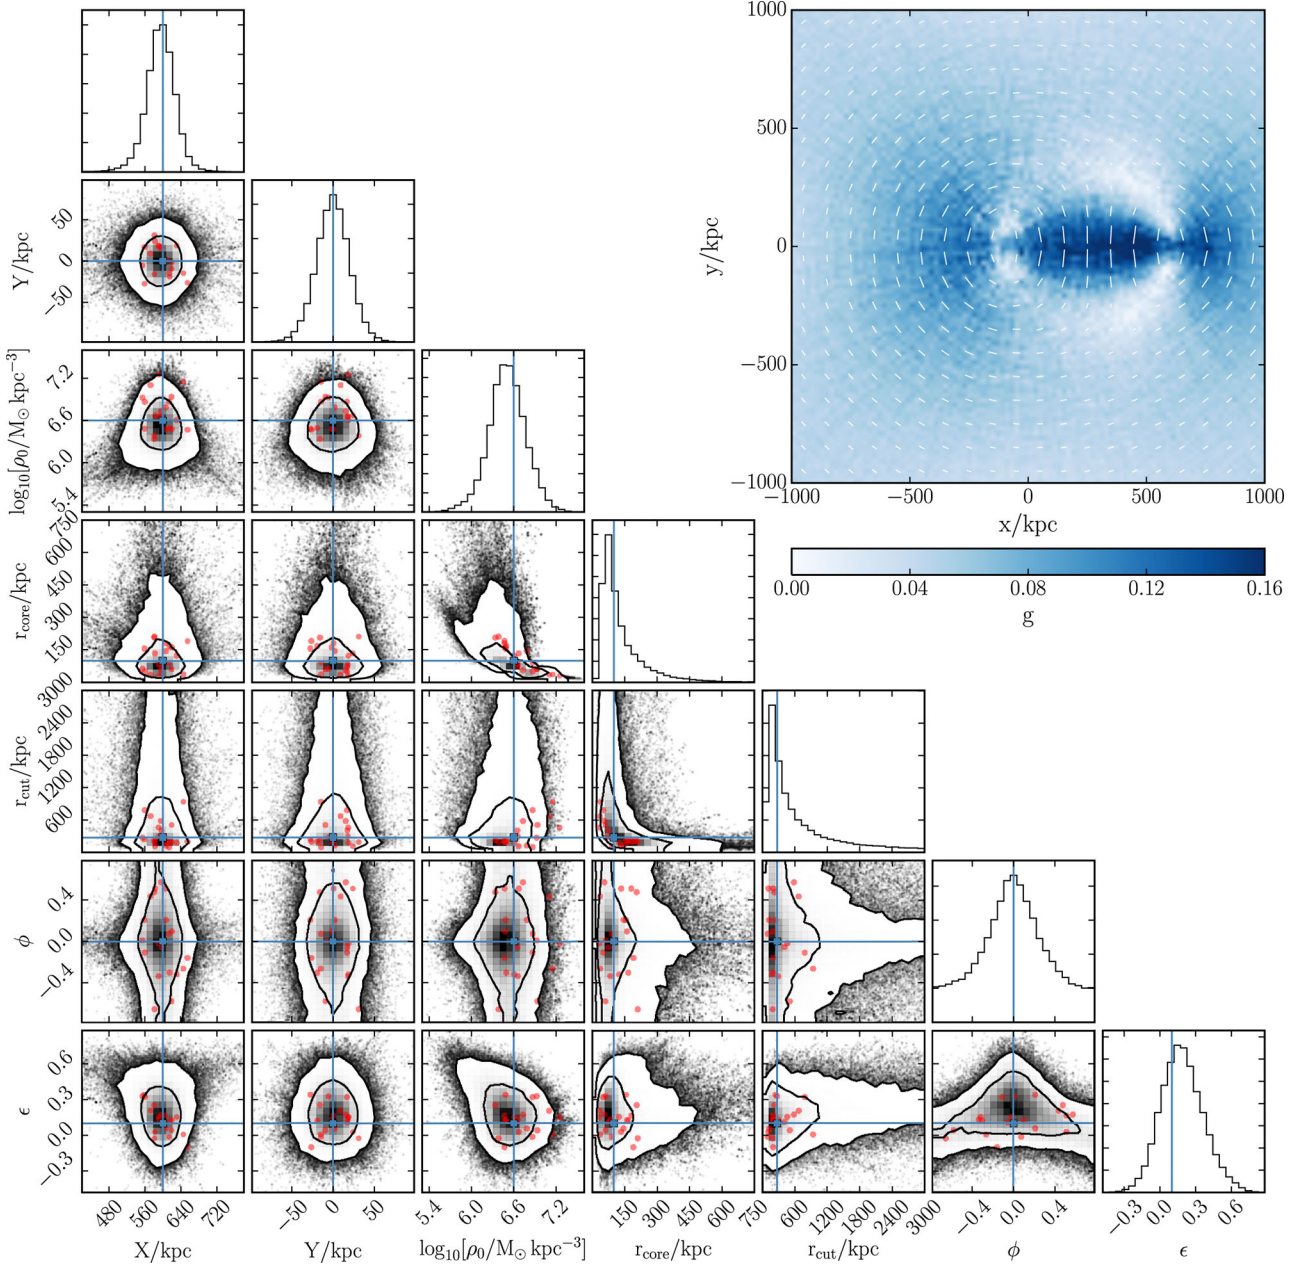 1000
500
0
−500
−1000
y/kpc
−1000 −500 0 500 1000
x/kpc
0.00 0.04 0.08 0.12 0.16
g
50
0
−50
Y/kpc
7.2
6.6
6.0
5.4
log₁₀[ρ₀/M⊙ kpc⁻³]
750
600
450
300
150
r_core/kpc
3000
2400
1800
1200
600
r_cut/kpc
0.4
0.0
−0.4
ϕ
0.6
0.3
0.0
−0.3
ϵ
480 560 640 720
−50 0 50
5.4 6.0 6.6 7.2
150 300 450 600 750
600 1200 1800 2400 3000
−0.4 0.0 0.4
−0.3 0.0 0.3 0.6
X/kpc Y/kpc log₁₀[ρ₀/M⊙ kpc⁻³] r_core/kpc r_cut/kpc ϕ ϵ